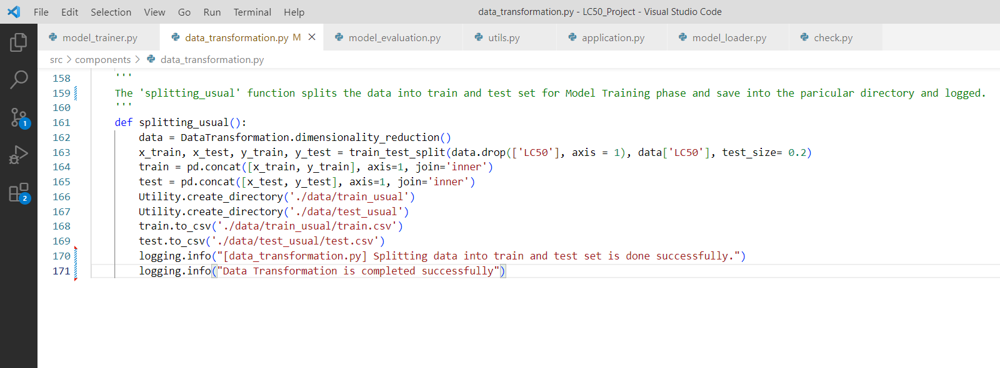 File Edit Selection View Go Run Terminal Help data_transformation.py - LC50_Project - Visual Studio Code
model_trainer.py data_transformation.py M model_evaluation.py utils.py application.py model_loader.py check.py
src > components > data_transformation.py
158 '''
159 The 'splitting_usual' function splits the data into train and test set for Model Training phase and save into the paricular directory and logged.
160 '''
161 def splitting_usual():
162 data = DataTransformation.dimensionality_reduction()
163 x_train, x_test, y_train, y_test = train_test_split(data.drop(['LC50'], axis = 1), data['LC50'], test_size= 0.2)
164 train = pd.concat([x_train, y_train], axis=1, join='inner')
165 test = pd.concat([x_test, y_test], axis=1, join='inner')
166 Utility.create_directory('./data/train_usual')
167 Utility.create_directory('./data/test_usual')
168 train.to_csv('./data/train_usual/train.csv')
169 test.to_csv('./data/test_usual/test.csv')
170 logging.info("[data_transformation.py] Splitting data into train and test set is done successfully.")
171 logging.info("Data Transformation is completed successfully")
1
2